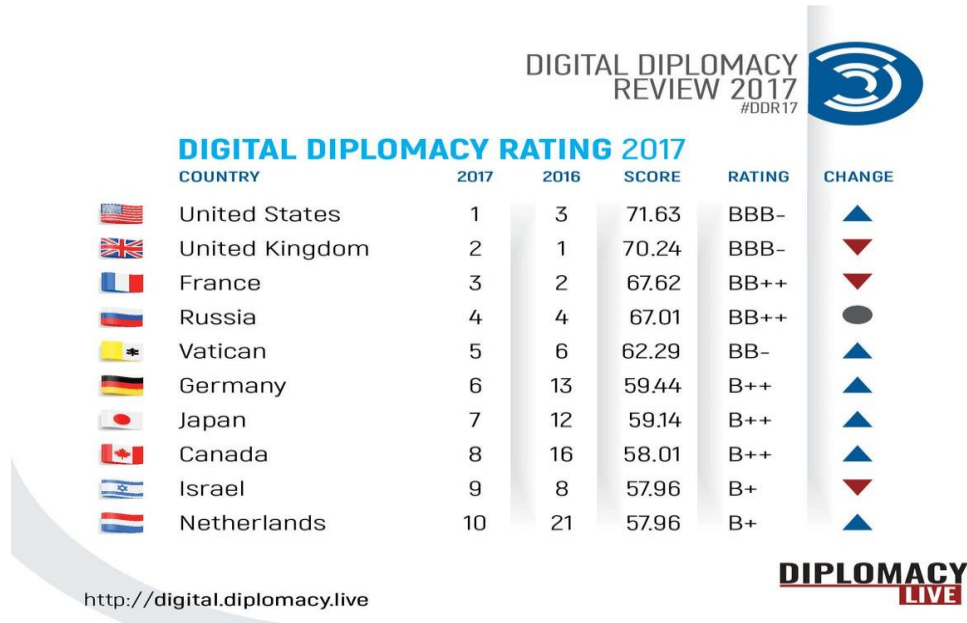 DIGITAL DIPLOMACY
REVIEW 2017
#DDR17
DIGITAL DIPLOMACY RATING 2017
COUNTRY 2017 2016 SCORE RATING CHANGE
United States 1 3 71.63 BBB-
United Kingdom 2 1 70.24 BBB-
France 3 2 67.62 BB++
Russia 4 4 67.01 BB++
Vatican 5 6 62.29 BB-
Germany 6 13 59.44 B++
Japan 7 12 59.14 B++
Canada 8 16 58.01 B++
Israel 9 8 57.96 B+
Netherlands 10 21 57.96 B+
DIPLOMACY
LIVE
http://digital.diplomacy.live